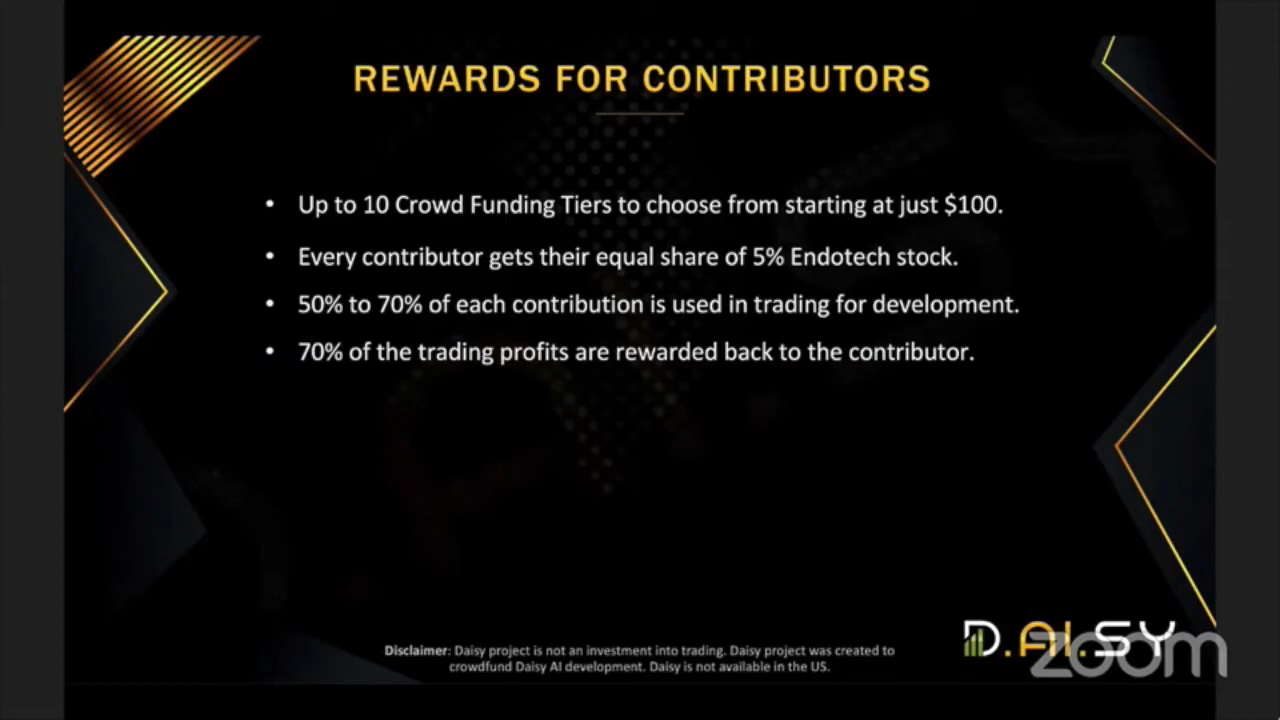 REWARDS FOR CONTRIBUTORS
• Up to 10 Crowd Funding Tiers to choose from starting at just $100.
• Every contributor gets their equal share of 5% Endotech stock.
• 50% to 70% of each contribution is used in trading for development.
• 70% of the trading profits are rewarded back to the contributor.
Disclaimer: Daisy project is not an investment into trading. Daisy project was created to
crowdfund Daisy AI development. Daisy is not available in the US.
D.AI.SY
zoom